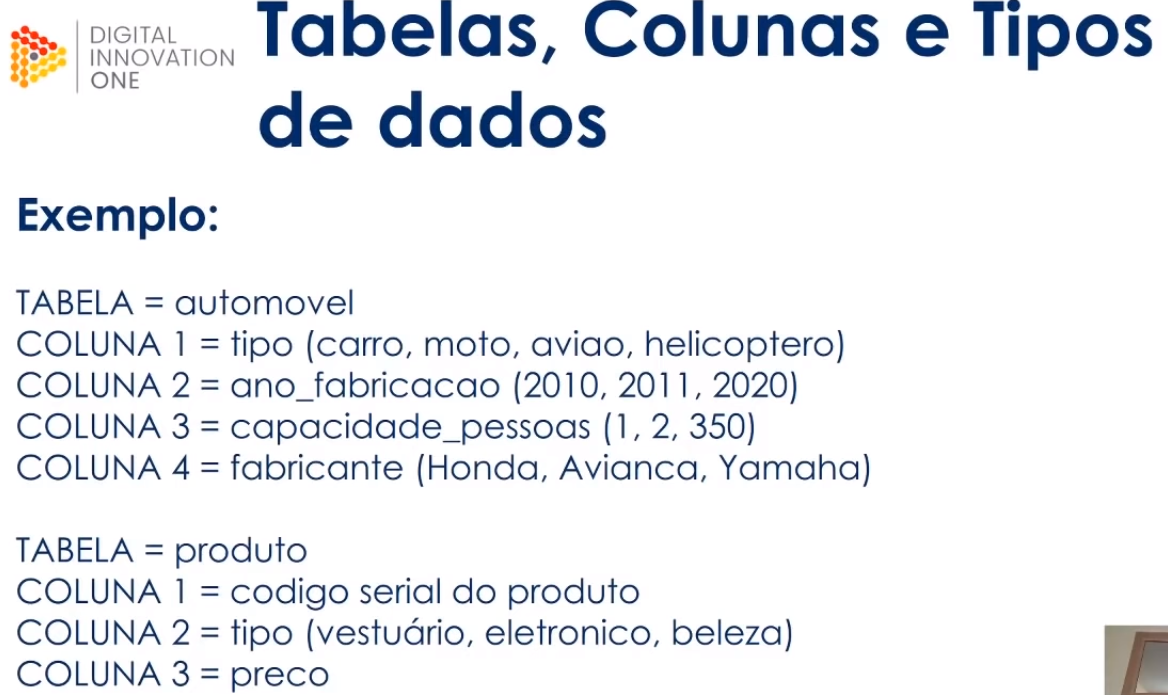 DIGITAL
INNOVATION
ONE
Tabelas, Colunas e Tipos
de dados
Exemplo:
TABELA = automovel
COLUNA 1 = tipo (carro, moto, aviao, helicoptero)
COLUNA 2 = ano_fabricacao (2010, 2011, 2020)
COLUNA 3 = capacidade_pessoas (1, 2, 350)
COLUNA 4 = fabricante (Honda, Avianca, Yamaha)
TABELA = produto
COLUNA 1 = codigo serial do produto
COLUNA 2 = tipo (vestuário, eletronico, beleza)
COLUNA 3 = preco